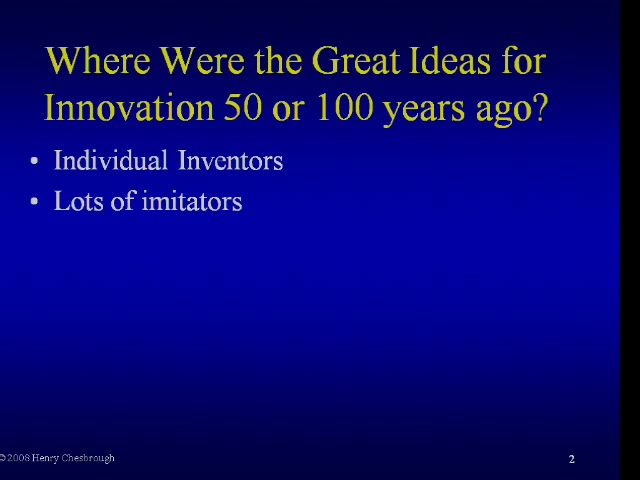 Where Were the Great Ideas for
Innovation 50 or 100 years ago?
• Individual Inventors
• Lots of imitators
©2008 Henry Chesbrough
2